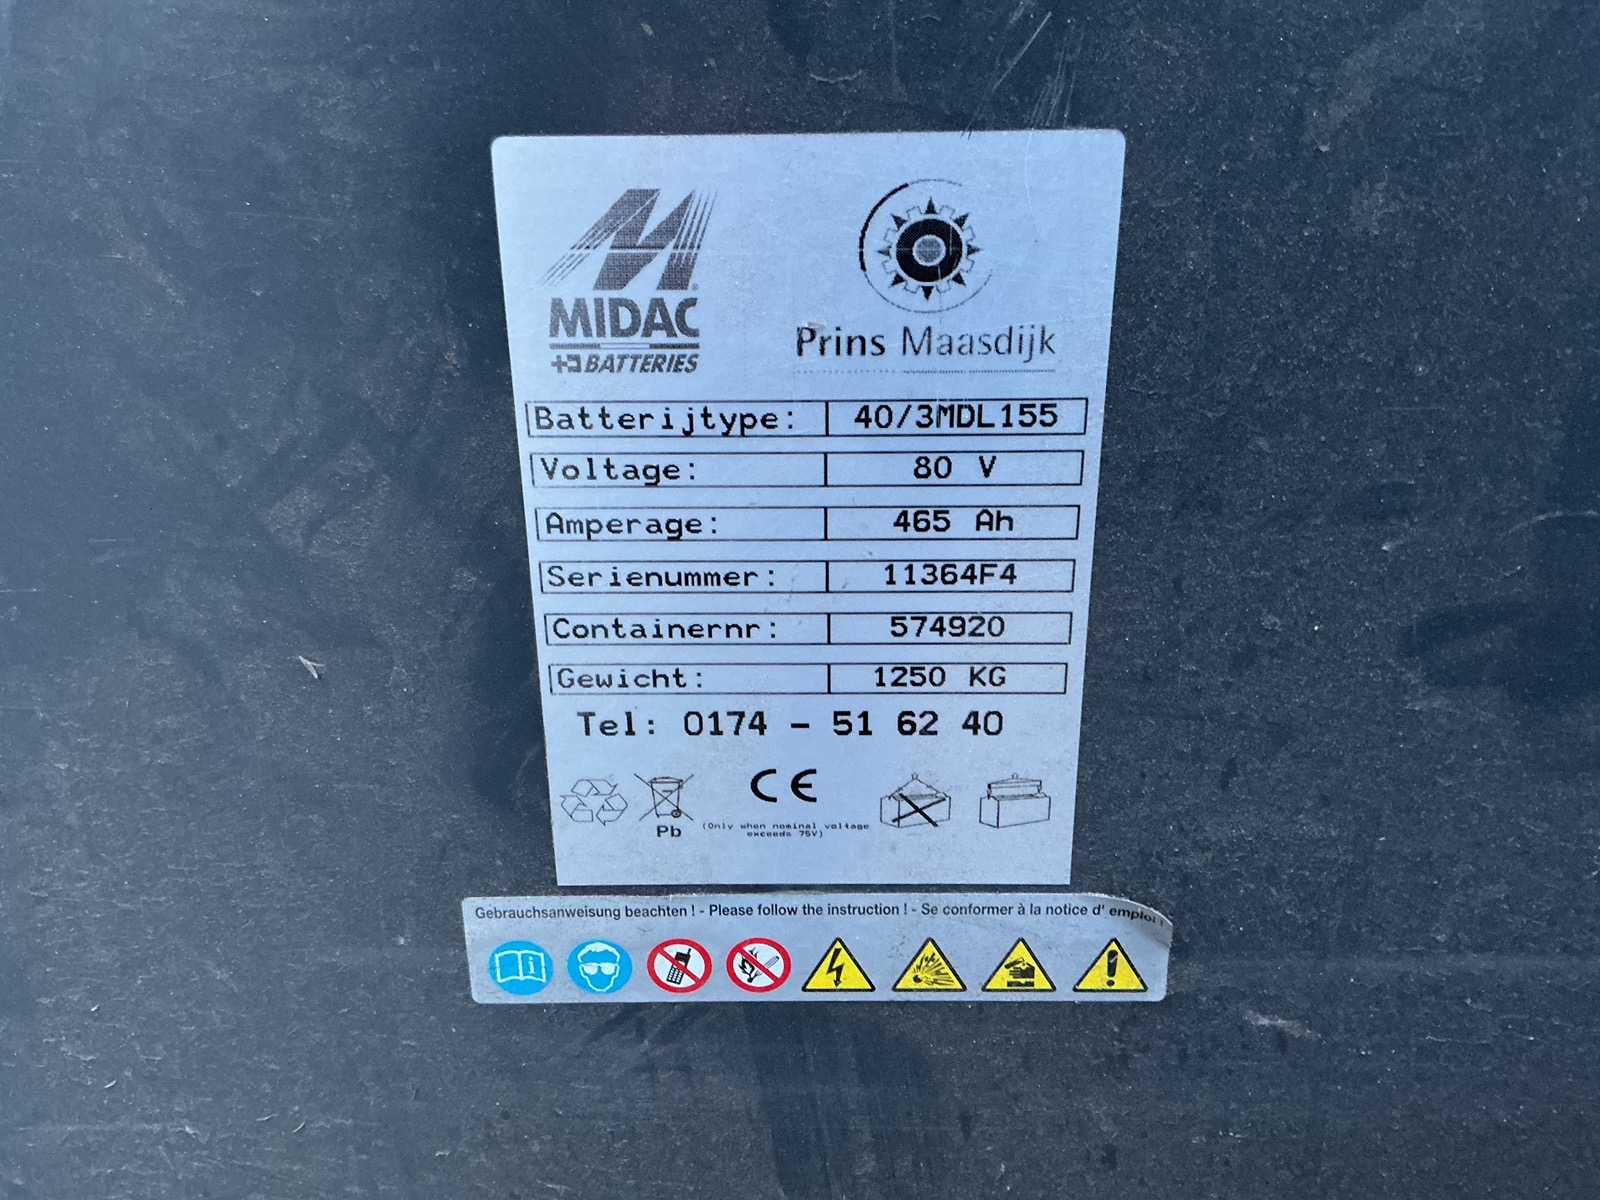 MIDAC
BATTERIES
Prins Maasdijk
Batterijtype: 40/3MDL155
Voltage: 80 V
Amperage: 465 Ah
Serienummer: 11364F4
Containernr: 574920
Gewicht: 1250 KG
Tel: 0174 - 51 62 40
CE
Pb
(Only when nominal voltage
exceeds 75V)
Gebrauchsanweisung beachten ! - Please follow the instruction ! - Se conformer à la notice d' emploi !